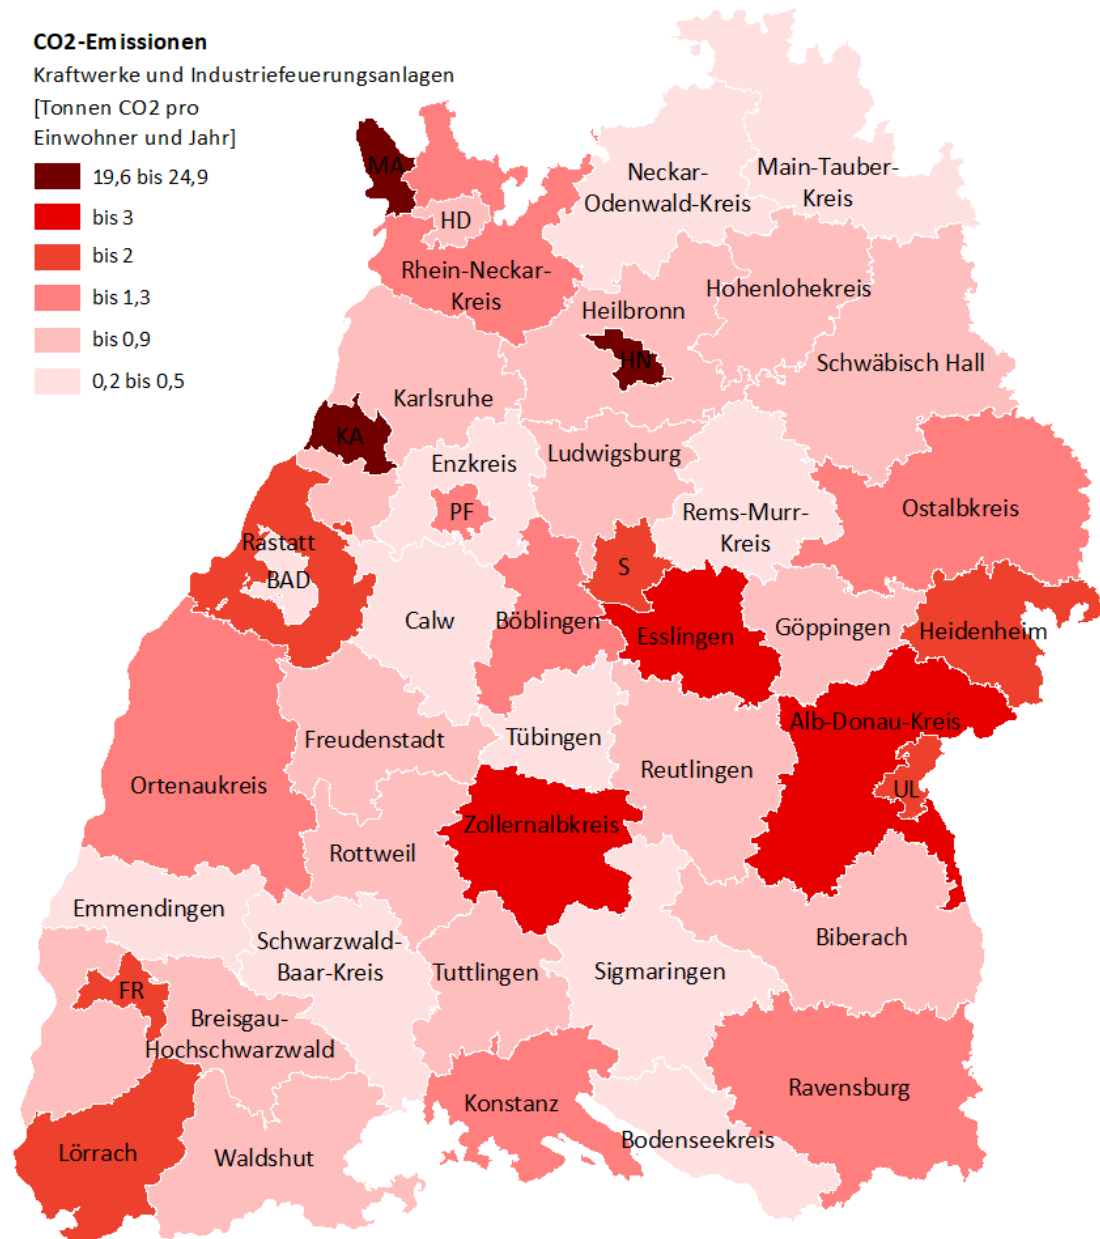 CO2-Emissionen
Kraftwerke und Industriefeuerungsanlagen
[Tonnen CO2 pro
Einwohner und Jahr]
19,6 bis 24,9
bis 3
bis 2
bis 1,3
bis 0,9
0,2 bis 0,5
MA
Neckar-
Odenwald-Kreis
Main-Tauber-
Kreis
HD
Rhein-Neckar-
Kreis
Hohenlohekreis
Heilbronn
HN
Schwäbisch Hall
Karlsruhe
KA
Enzkreis
Ludwigsburg
PF
Rems-Murr-
Kreis
Ostalbkreis
Rastatt
BAD
S
Calw
Böblingen
Esslingen
Göppingen
Heidenheim
Freudenstadt
Tübingen
Alb-Donau-Kreis
Ortenaukreis
Reutlingen
UL
Zollernalbkreis
Rottweil
Emmendingen
Schwarzwald-
Baar-Kreis
Tuttlingen
Sigmaringen
Biberach
FR
Breisgau-
Hochschwarzwald
Konstanz
Ravensburg
Bodenseekreis
Lörrach
Waldshut